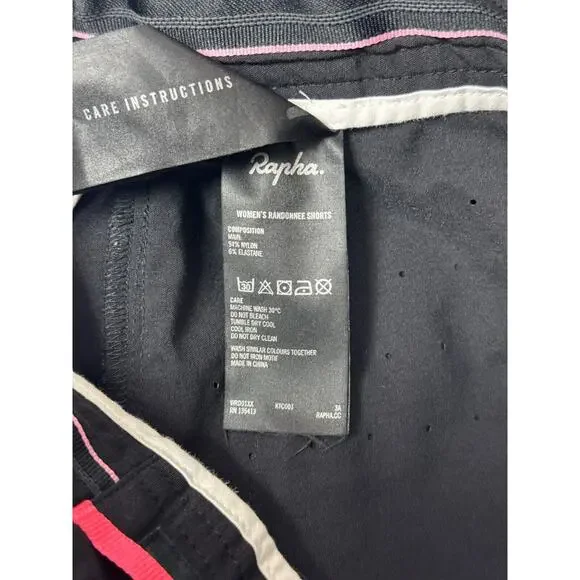 CARE INSTRUCTIONS
Rapha.
WOMEN'S RANDONNEE SHORTS
COMPOSITION
MAIN:
94% NYLON
6% ELASTANE
30
CARE
MACHINE WASH 30°C
DO NOT BLEACH
TUMBLE DRY COOL
COOL IRON
DO NOT DRY CLEAN
WASH SIMILAR COLOURS TOGETHER
DO NOT IRON MOTIF
MADE IN CHINA
WRD01XX 3A
RAPHA.CC